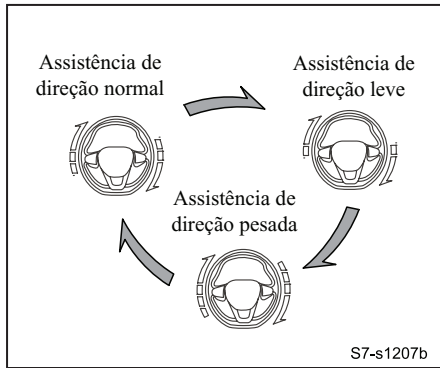 Assistência de
direção normal
Assistência de
direção leve
Assistência de
direção pesada
S7-s1207b